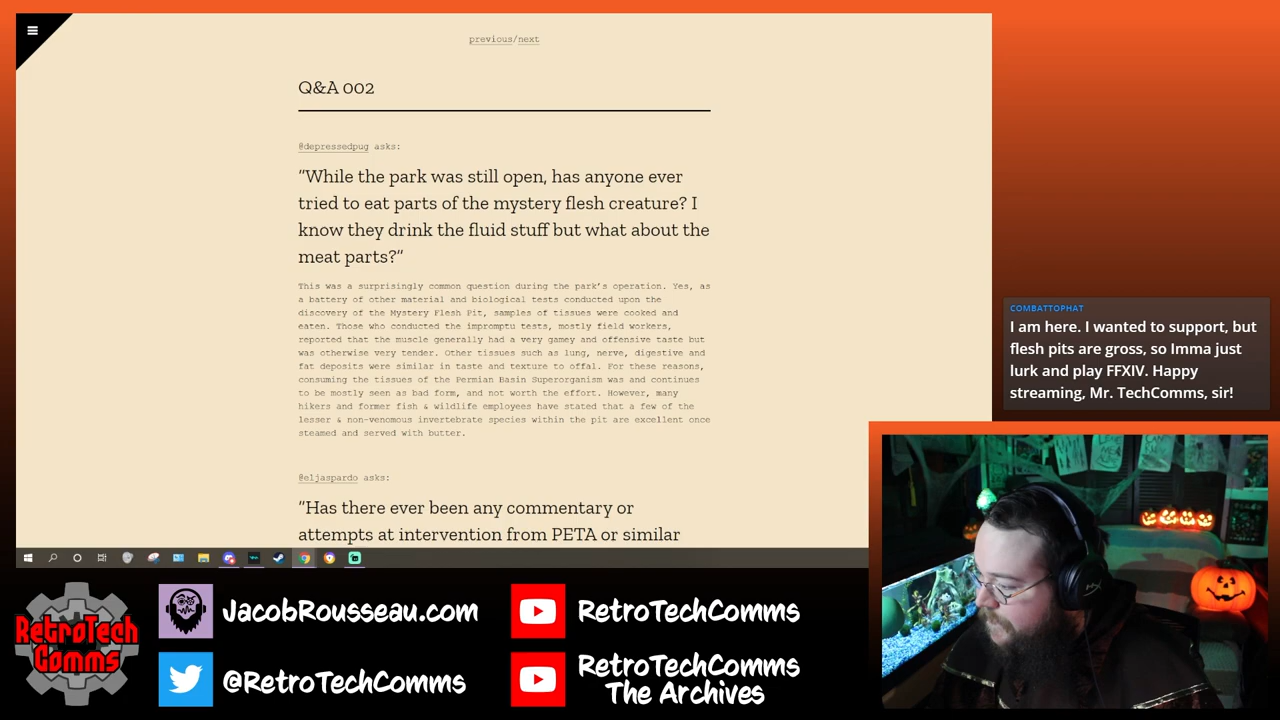 previous/next
Q&A 002
@depressedpug asks:
"While the park was still open, has anyone ever
tried to eat parts of the mystery flesh creature? I
know they drink the fluid stuff but what about the
meat parts?"
This was a surprisingly common question during the park's operation. Yes, as
a battery of other material and biological tests conducted upon the
discovery of the Mystery Flesh Pit, samples of tissues were cooked and
eaten. Those who conducted the impromptu tests, mostly field workers,
reported that the muscle generally had a very gamey and offensive taste but
was otherwise very tender. Other tissues such as lung, nerve, digestive and
fat deposits were similar in taste and texture to offal. For these reasons,
consuming the tissues of the Permian Basin Superorganism was and continues
to be mostly seen as bad form, and not worth the effort. However, many
hikers and former fish & wildlife employees have stated that a few of the
lesser & non-venomous invertebrate species within the pit are excellent once
steamed and served with butter.
@eljaspardo asks:
"Has there ever been any commentary or
attempts at intervention from PETA or similar
COMBATTOPHAT
I am here. I wanted to support, but
flesh pits are gross, so Imma just
lurk and play FFXIV. Happy
streaming, Mr. TechComms, sir!
RetroTech
Comms
JacobRousseau.com
@RetroTechComms
RetroTechComms
RetroTechComms
The Archives